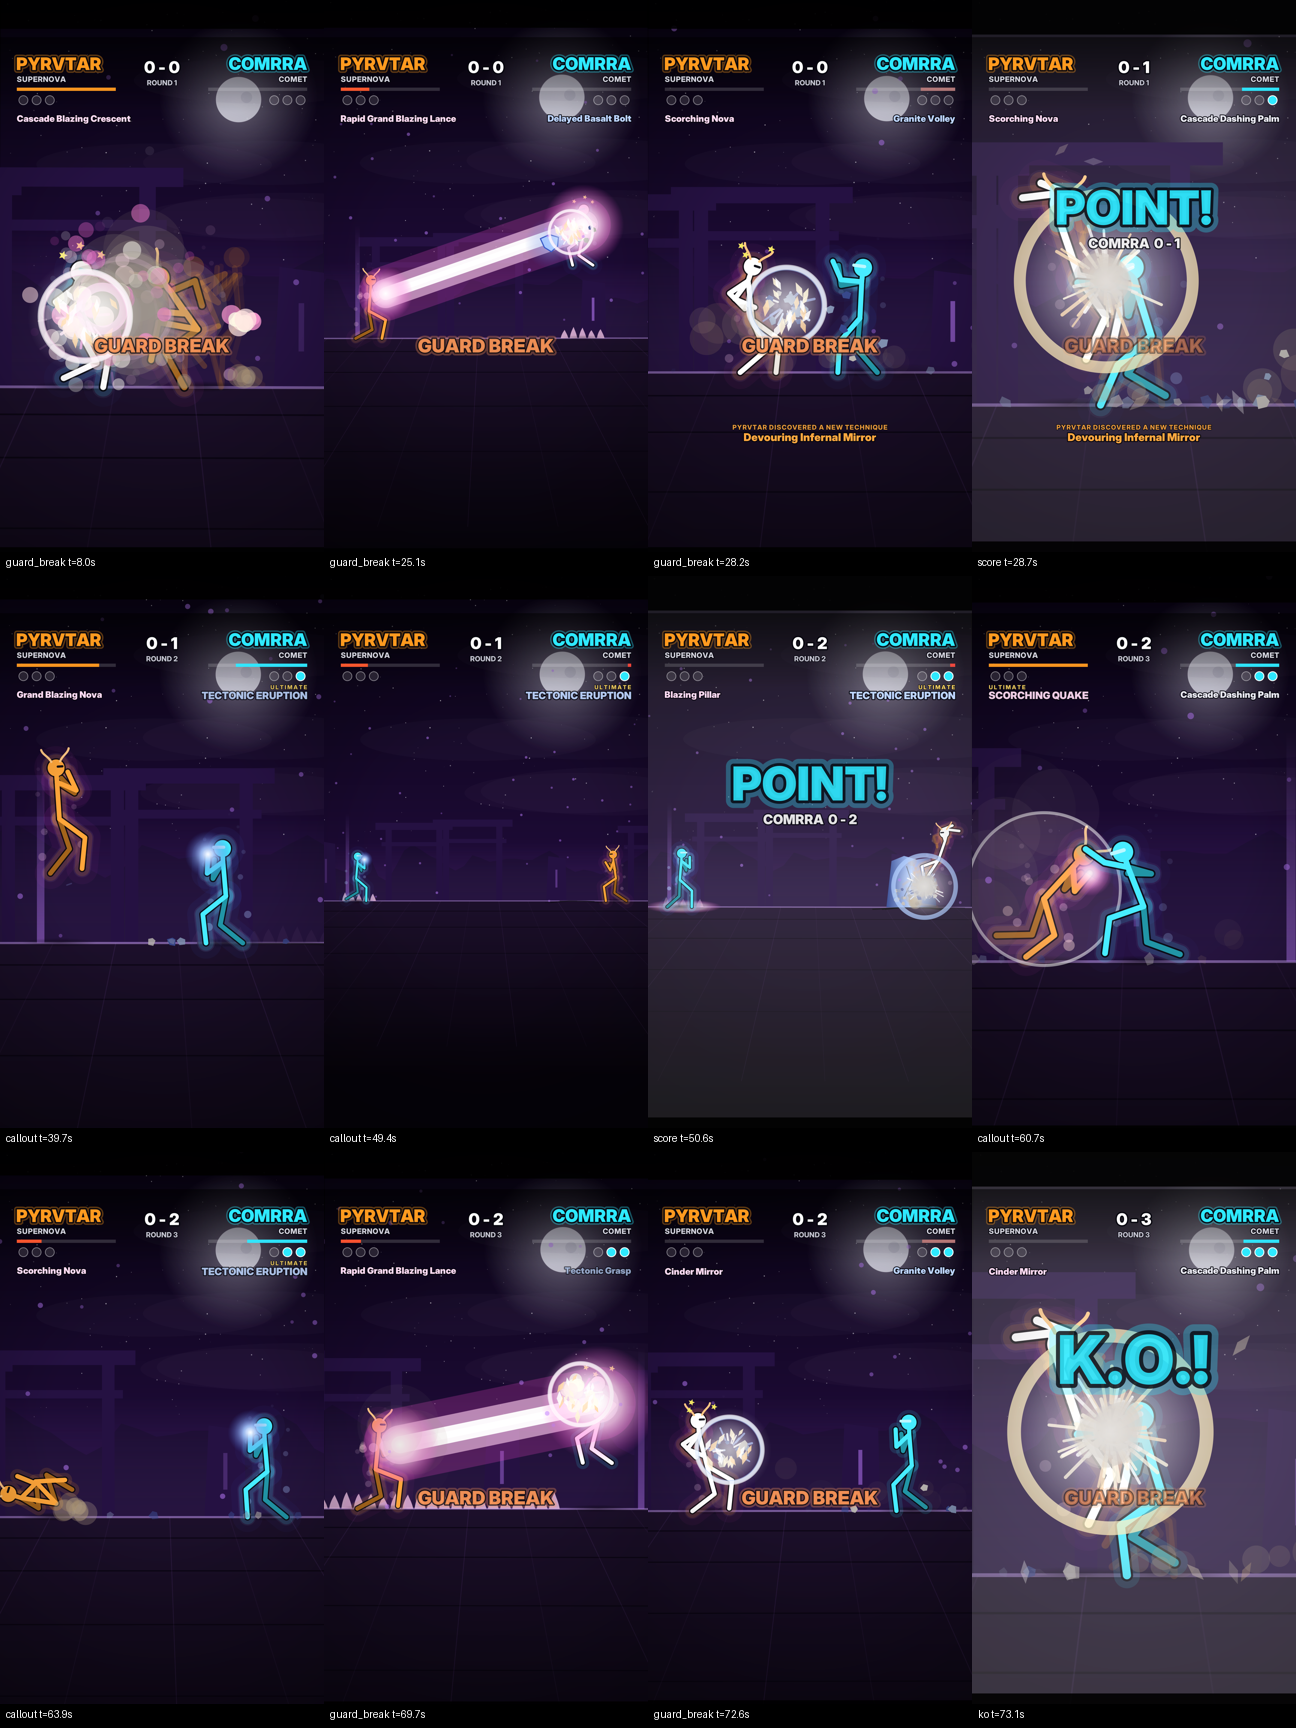 PYRVTAR 0 - 0 COMRRA
SUPERNOVA ROUND 1 COMET
Cascade Blazing Crescent
GUARD BREAK
guard_break t=8.0s
PYRVTAR 0 - 0 COMRRA
SUPERNOVA ROUND 1 COMET
Rapid Grand Blazing Lance Delayed Basalt Bolt
GUARD BREAK
guard_break t=25.1s
PYRVTAR 0 - 0 COMRRA
SUPERNOVA ROUND 1 COMET
Scorching Nova Granite Volley
GUARD BREAK
PYRVTAR DISCOVERED A NEW TECHNIQUE
Devouring Infernal Mirror
guard_break t=28.2s
PYRVTAR 0 - 1 COMRRA
SUPERNOVA ROUND 1 COMET
Scorching Nova Cascade Dashing Palm
POINT!
COMRRA 0 - 1
GUARD BREAK
PYRVTAR DISCOVERED A NEW TECHNIQUE
Devouring Infernal Mirror
score t=28.7s
PYRVTAR 0 - 1 COMRRA
SUPERNOVA ROUND 2 COMET
ULTIMATE
Grand Blazing Nova TECTONIC ERUPTION
callout t=39.7s
PYRVTAR 0 - 1 COMRRA
SUPERNOVA ROUND 2 COMET
ULTIMATE
TECTONIC ERUPTION
callout t=49.4s
PYRVTAR 0 - 2 COMRRA
SUPERNOVA ROUND 2 COMET
ULTIMATE
Blazing Pillar TECTONIC ERUPTION
POINT!
COMRRA 0 - 2
score t=50.6s
PYRVTAR 0 - 2 COMRRA
SUPERNOVA ROUND 3 COMET
ULTIMATE
SCORCHING QUAKE Cascade Dashing Palm
callout t=60.7s
PYRVTAR 0 - 2 COMRRA
SUPERNOVA ROUND 3 COMET
ULTIMATE
Scorching Nova TECTONIC ERUPTION
callout t=63.9s
PYRVTAR 0 - 2 COMRRA
SUPERNOVA ROUND 3 COMET
Rapid Grand Blazing Lance Tectonic Grasp
GUARD BREAK
guard_break t=69.7s
PYRVTAR 0 - 2 COMRRA
SUPERNOVA ROUND 3 COMET
Cinder Mirror Granite Volley
GUARD BREAK
guard_break t=72.6s
PYRVTAR 0 - 3 COMRRA
SUPERNOVA ROUND 3 COMET
Cinder Mirror Cascade Dashing Palm
K.O.!
GUARD BREAK
ko t=73.1s